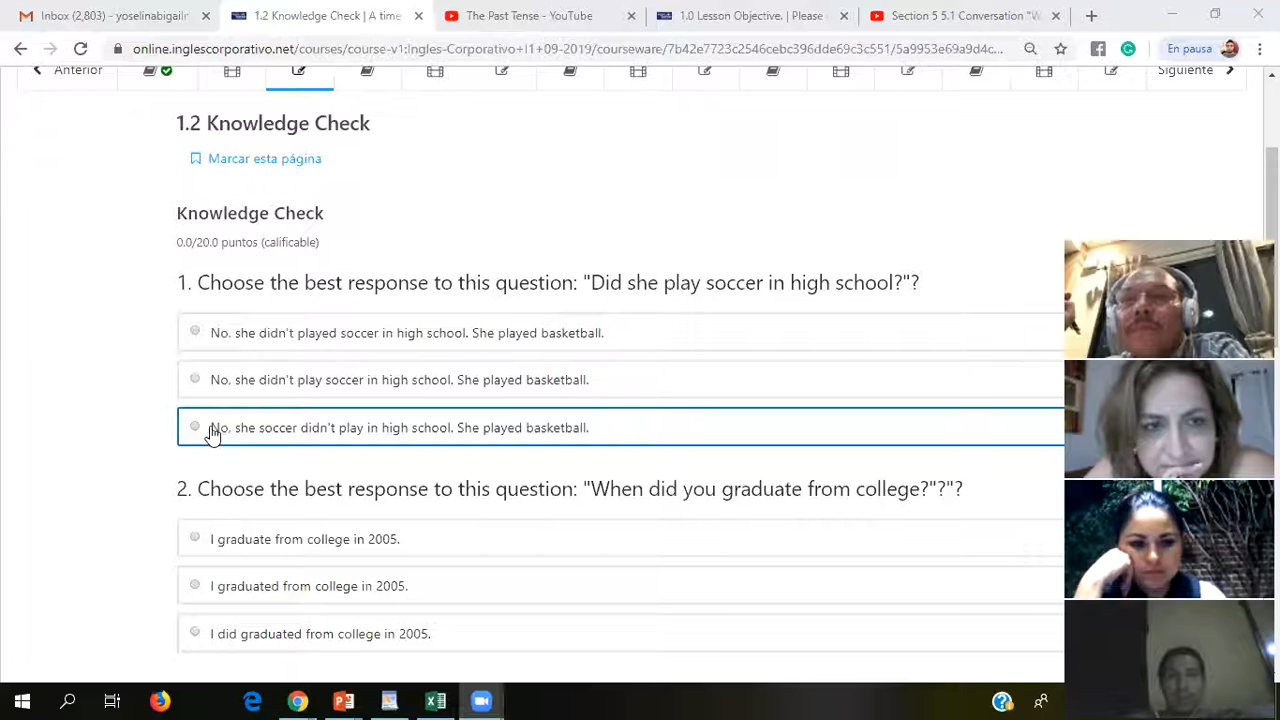 Inbox (2,803) - yoselinabigailr
1.2 Knowledge Check | A time
The Past Tense - YouTube
1.0 Lesson Objective. | Please
Section 5 5.1 Conversation "W
online.inglescorporativo.net/courses/course-v1:Ingles-Corporativo+I1+09-2019/courseware/7b42e7723c2546cebc396dde69c3c551/5a9953e69a9d4c...
En pausa
Anterior
Siguiente
1.2 Knowledge Check
Marcar esta página
Knowledge Check
0.0/20.0 puntos (calificable)
1. Choose the best response to this question: "Did she play soccer in high school?"?
No. she didn't played soccer in high school. She played basketball.
No. she didn't play soccer in high school. She played basketball.
No. she soccer didn't play in high school. She played basketball.
2. Choose the best response to this question: "When did you graduate from college?"?"?
I graduate from college in 2005.
I graduated from college in 2005.
I did graduated from college in 2005.